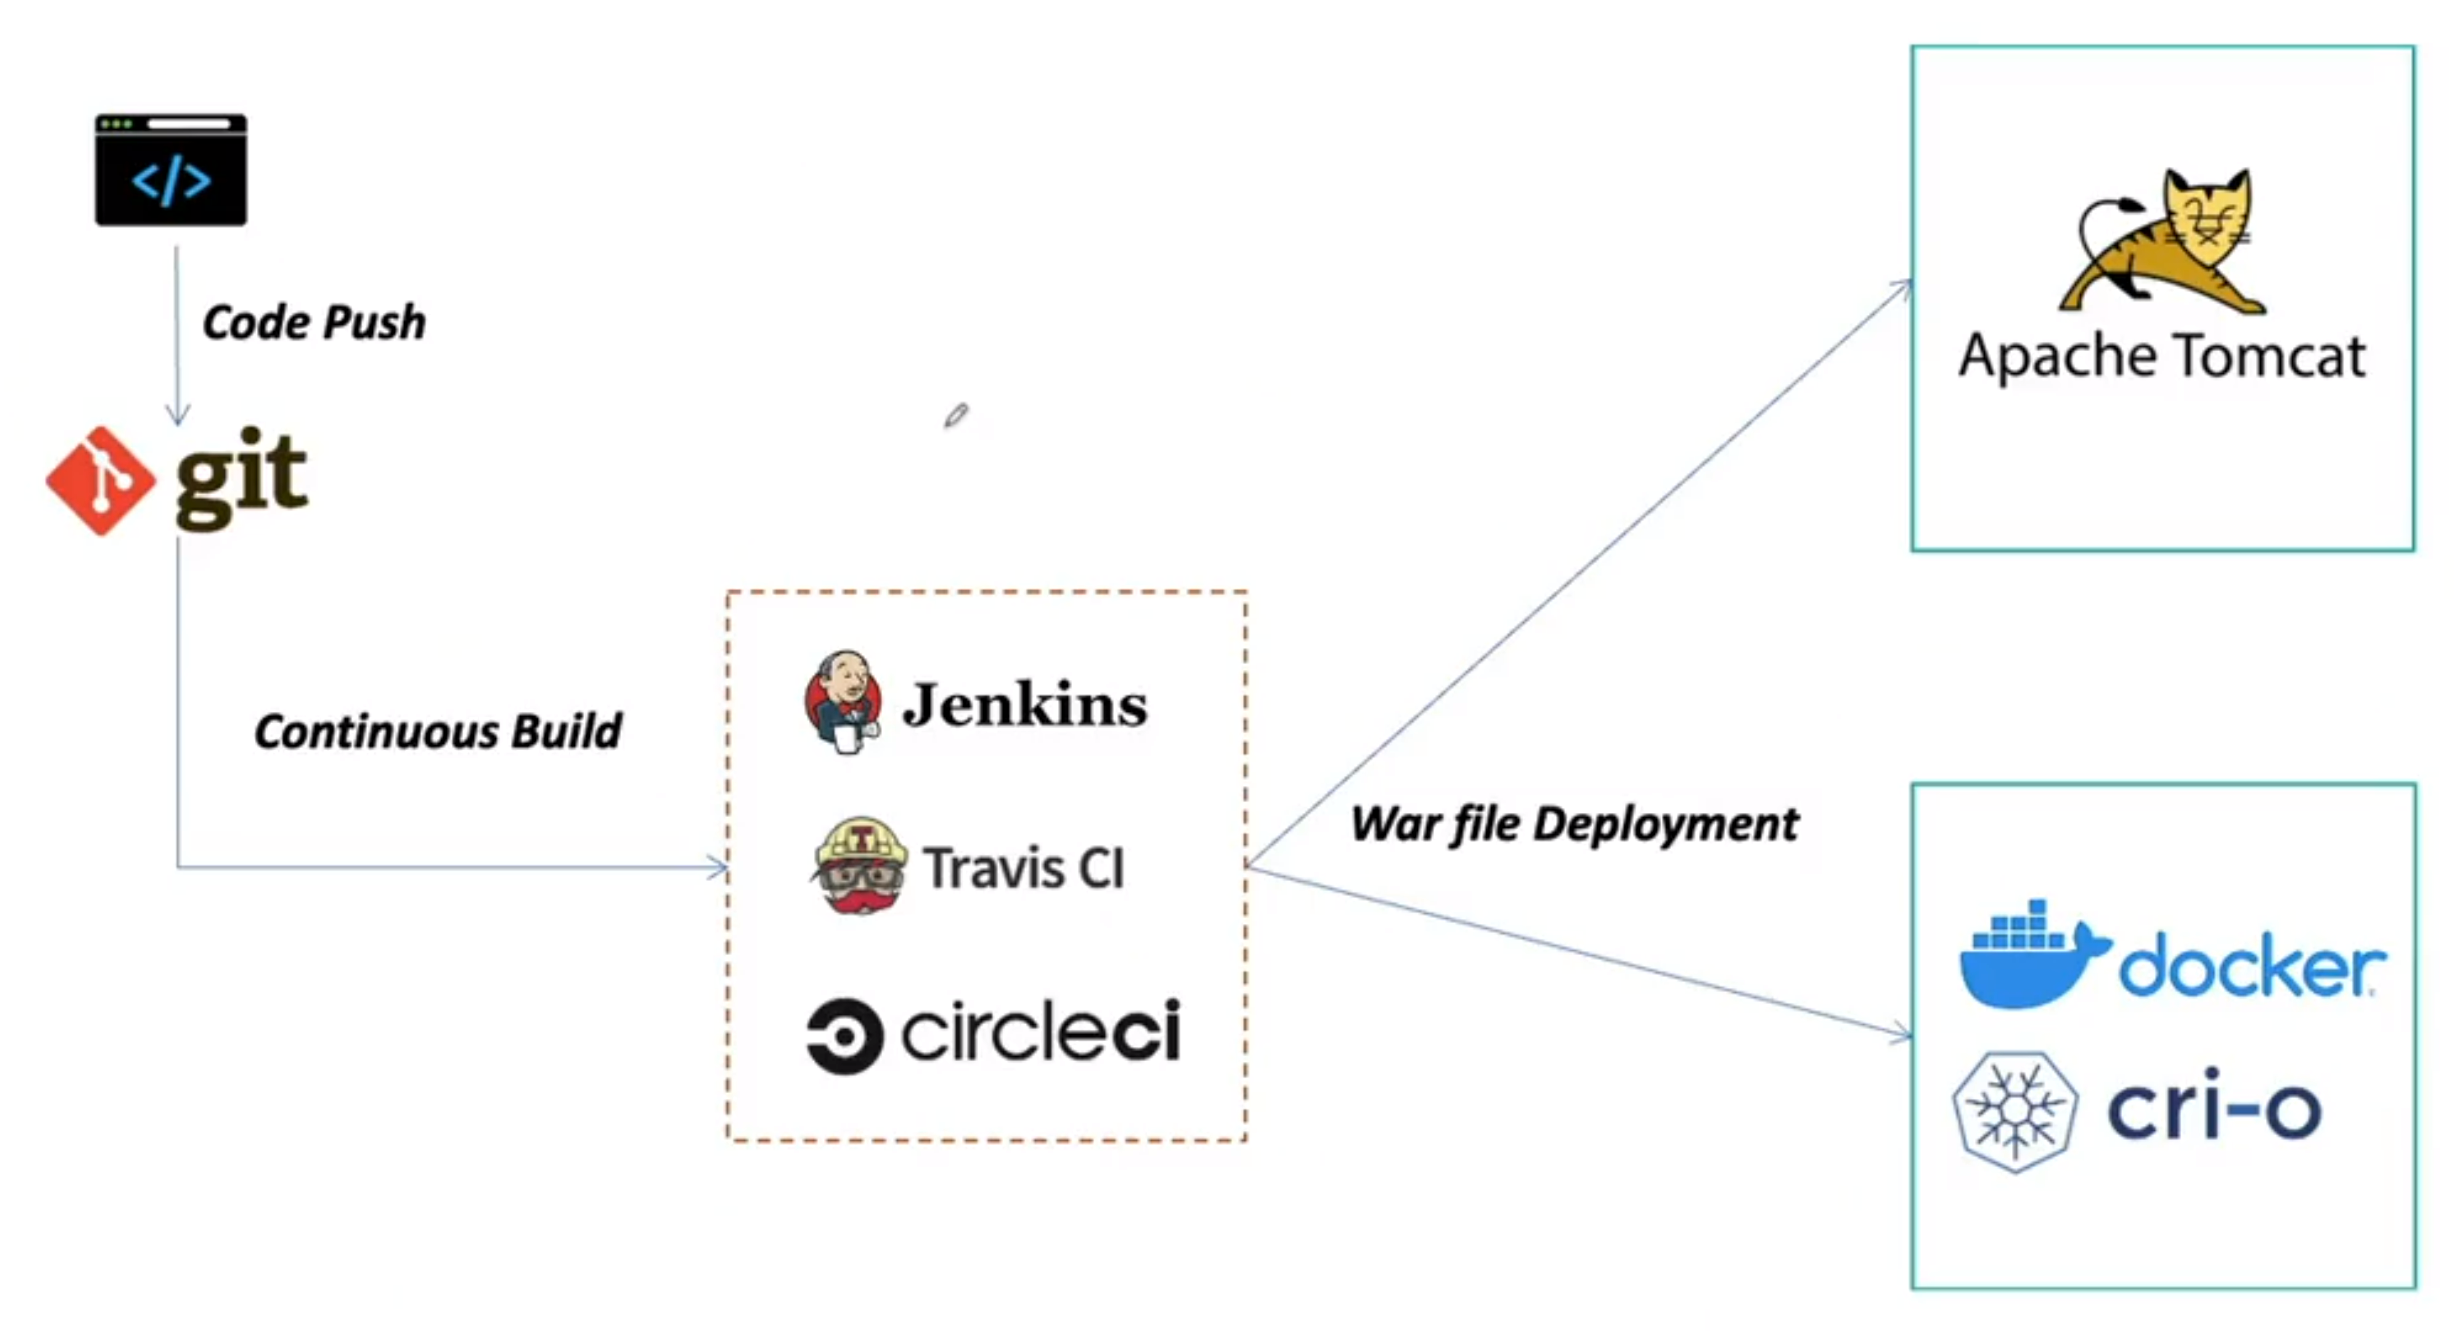 </>
Code Push
git
Continuous Build
Jenkins
T
Travis CI
circleci
War file Deployment
Apache Tomcat
docker
cri-o